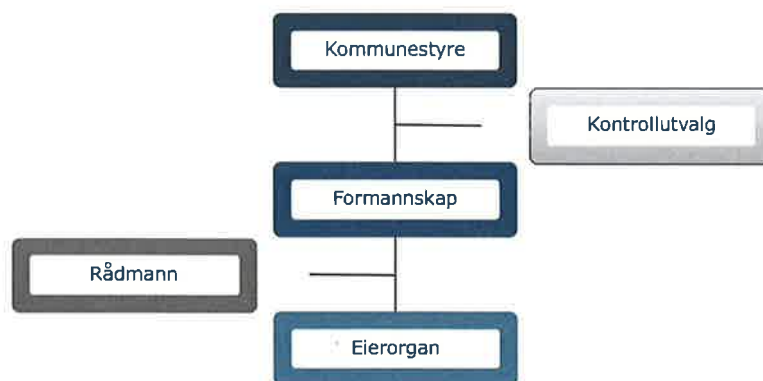 Kommunestyre
Kontrollutvalg
Formannskap
Rådmann
Eierorgan